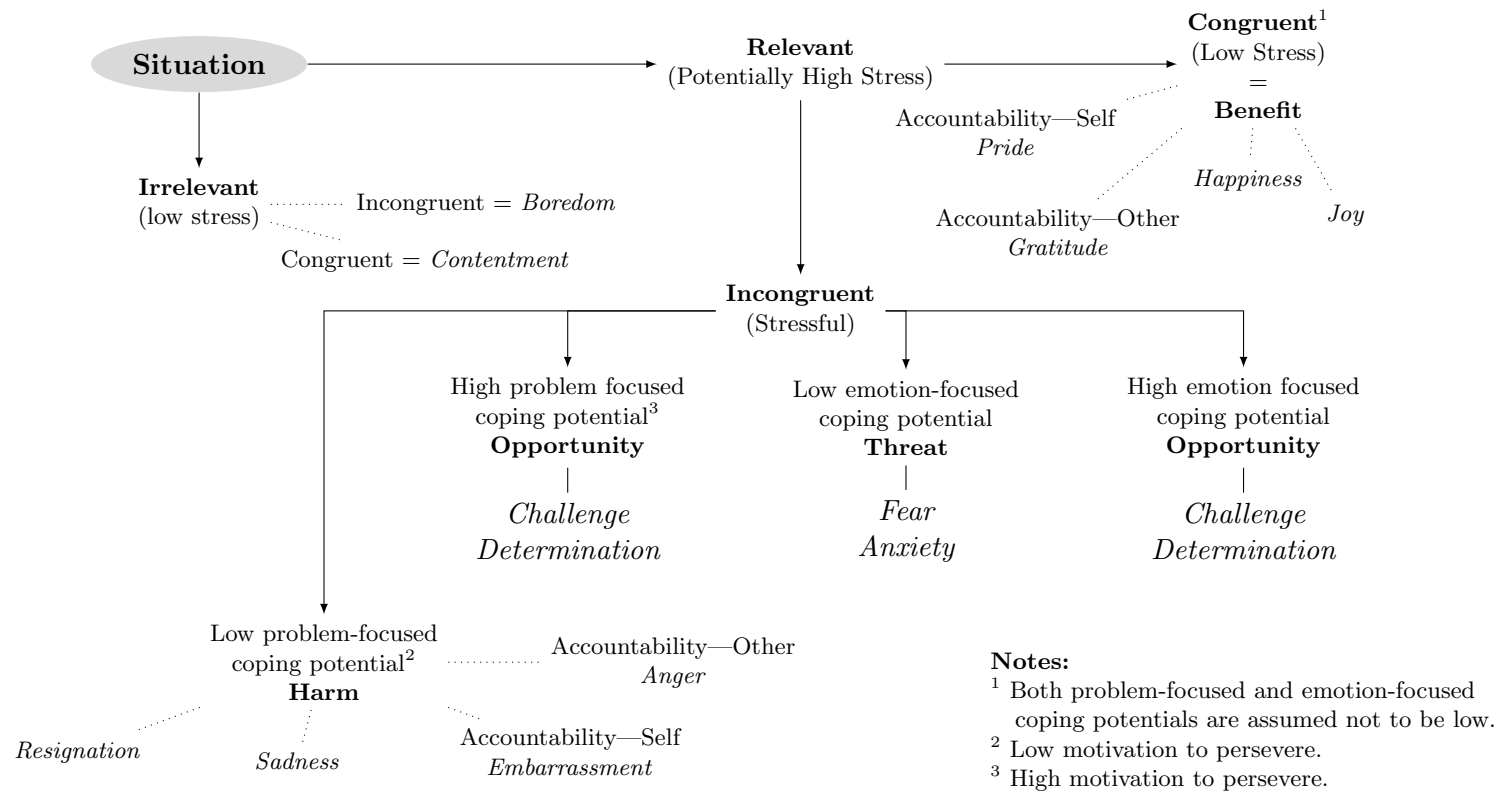 Situation
Relevant
(Potentially High Stress)
Congruent¹
(Low Stress)
=
Benefit
Accountability—Self
Pride
Accountability—Other
Gratitude
Happiness
Joy
Irrelevant
(low stress)
Incongruent = Boredom
Congruent = Contentment
Incongruent
(Stressful)
High problem focused
coping potential³
Opportunity
Challenge
Determination
Low emotion-focused
coping potential
Threat
Fear
Anxiety
High emotion focused
coping potential
Opportunity
Challenge
Determination
Low problem-focused
coping potential²
Harm
Accountability—Other
Anger
Resignation
Sadness
Accountability—Self
Embarrassment
Notes:
¹ Both problem-focused and emotion-focused
coping potentials are assumed not to be low.
² Low motivation to persevere.
³ High motivation to persevere.